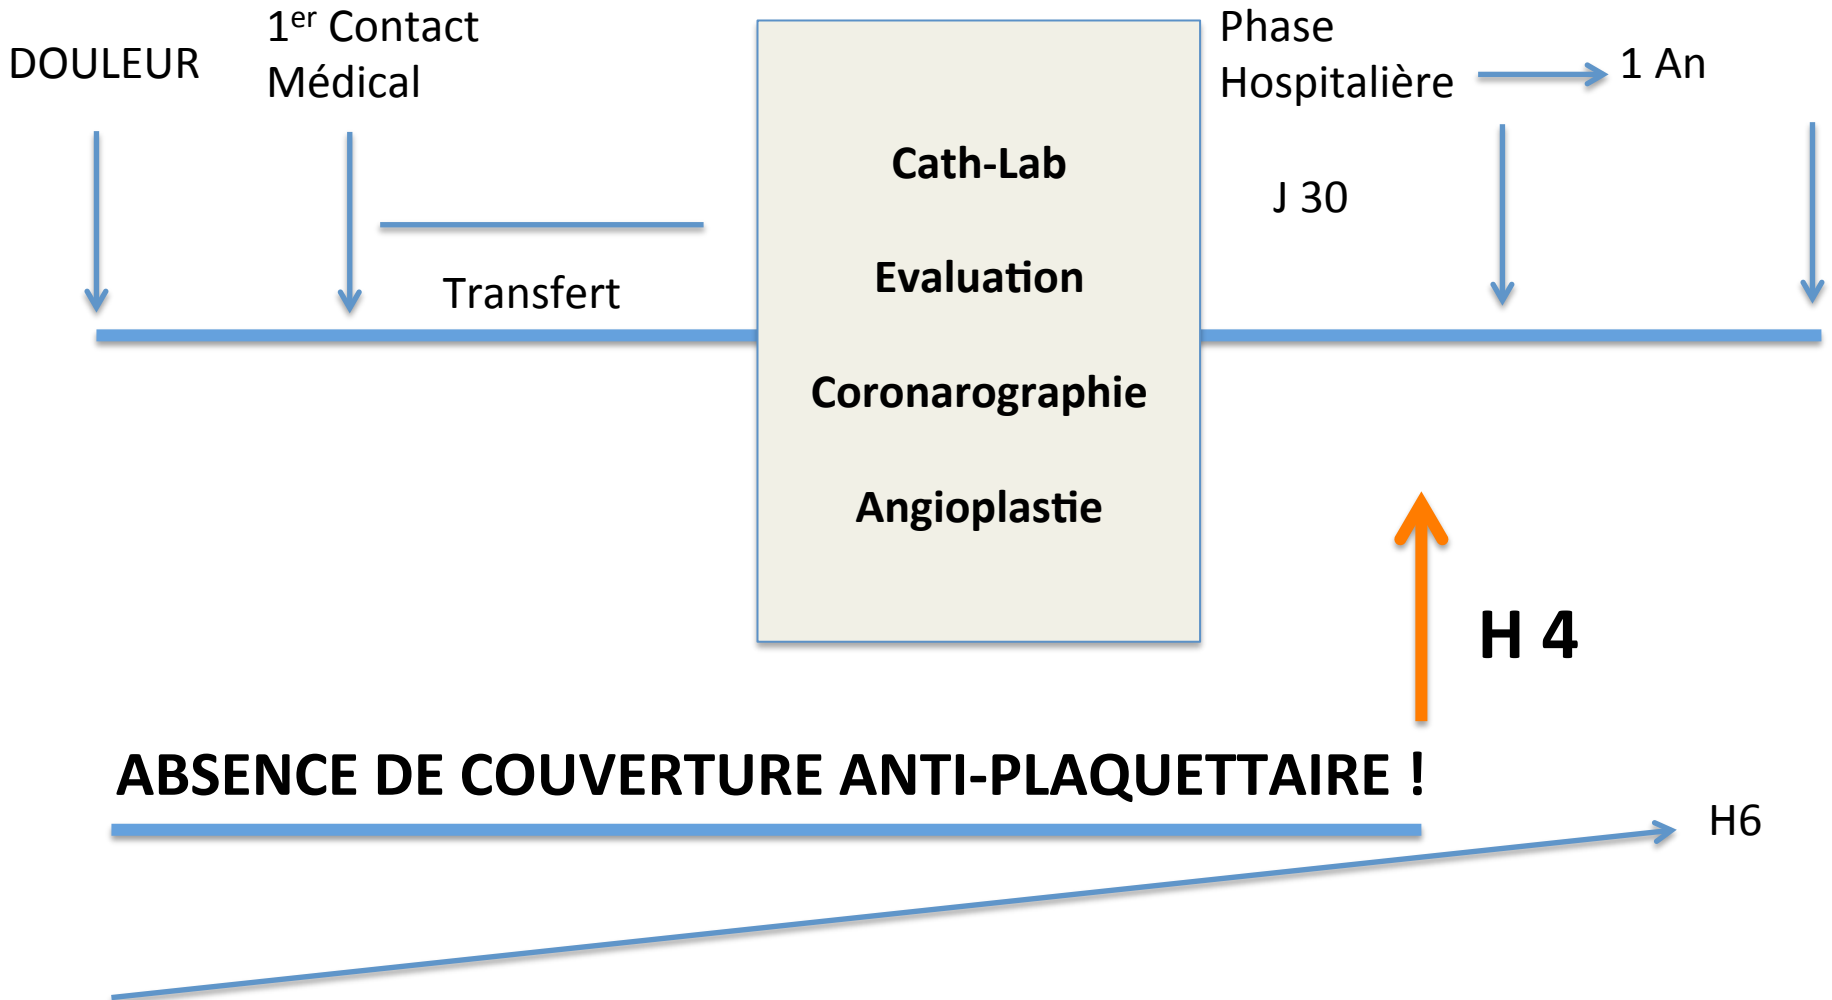 DOULEUR
1er Contact
Médical
Transfert
Cath-Lab
Evaluation
Coronarographie
Angioplastie
Phase
Hospitalière
1 An
J 30
H 4
ABSENCE DE COUVERTURE ANTI-PLAQUETTAIRE !
H6